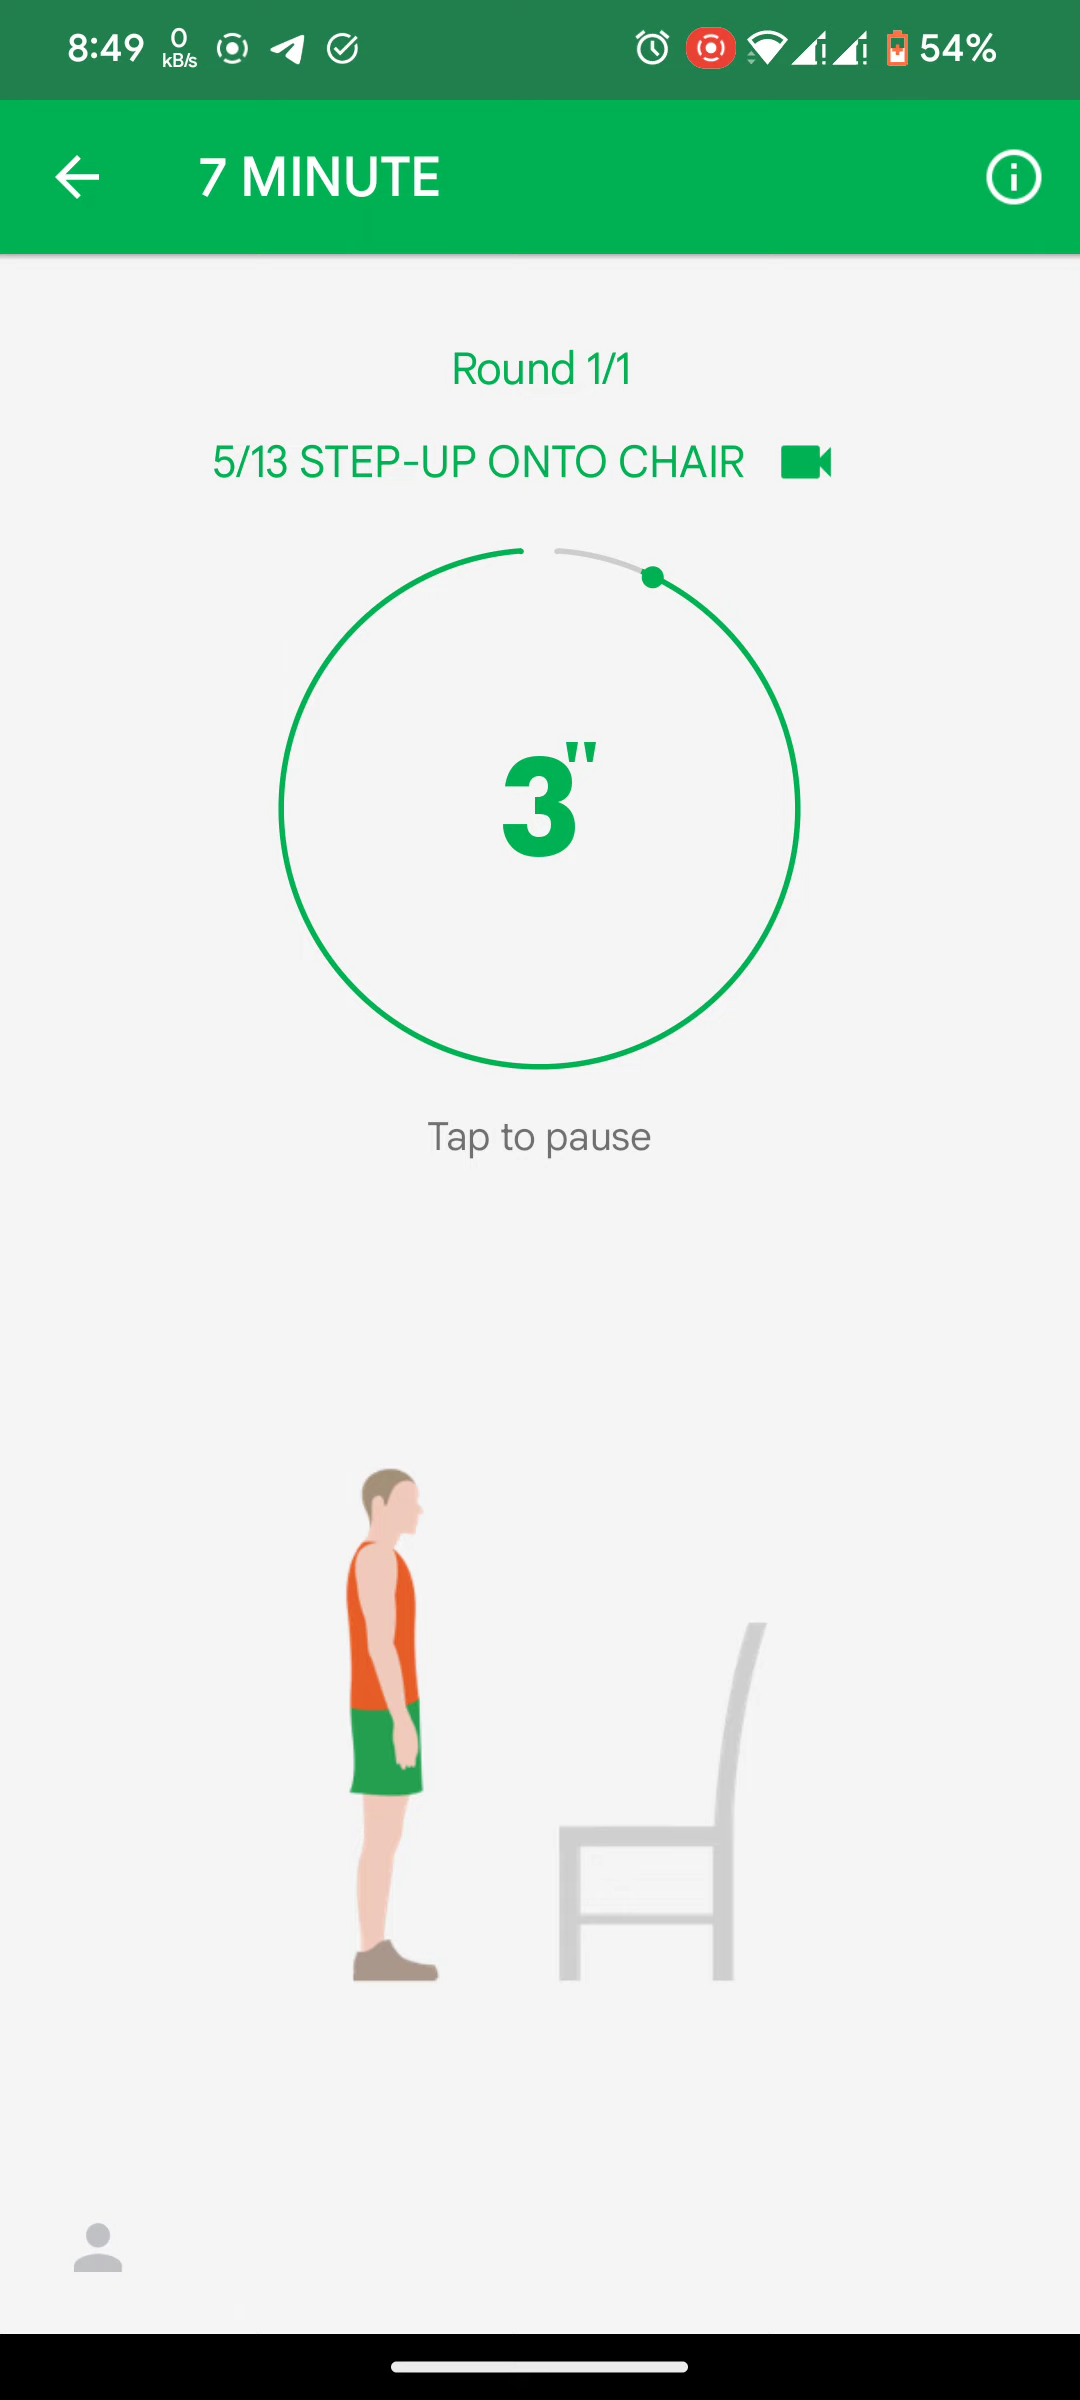 8:49 0 kB/s 54%
7 MINUTE
Round 1/1
5/13 STEP-UP ONTO CHAIR
3"
Tap to pause